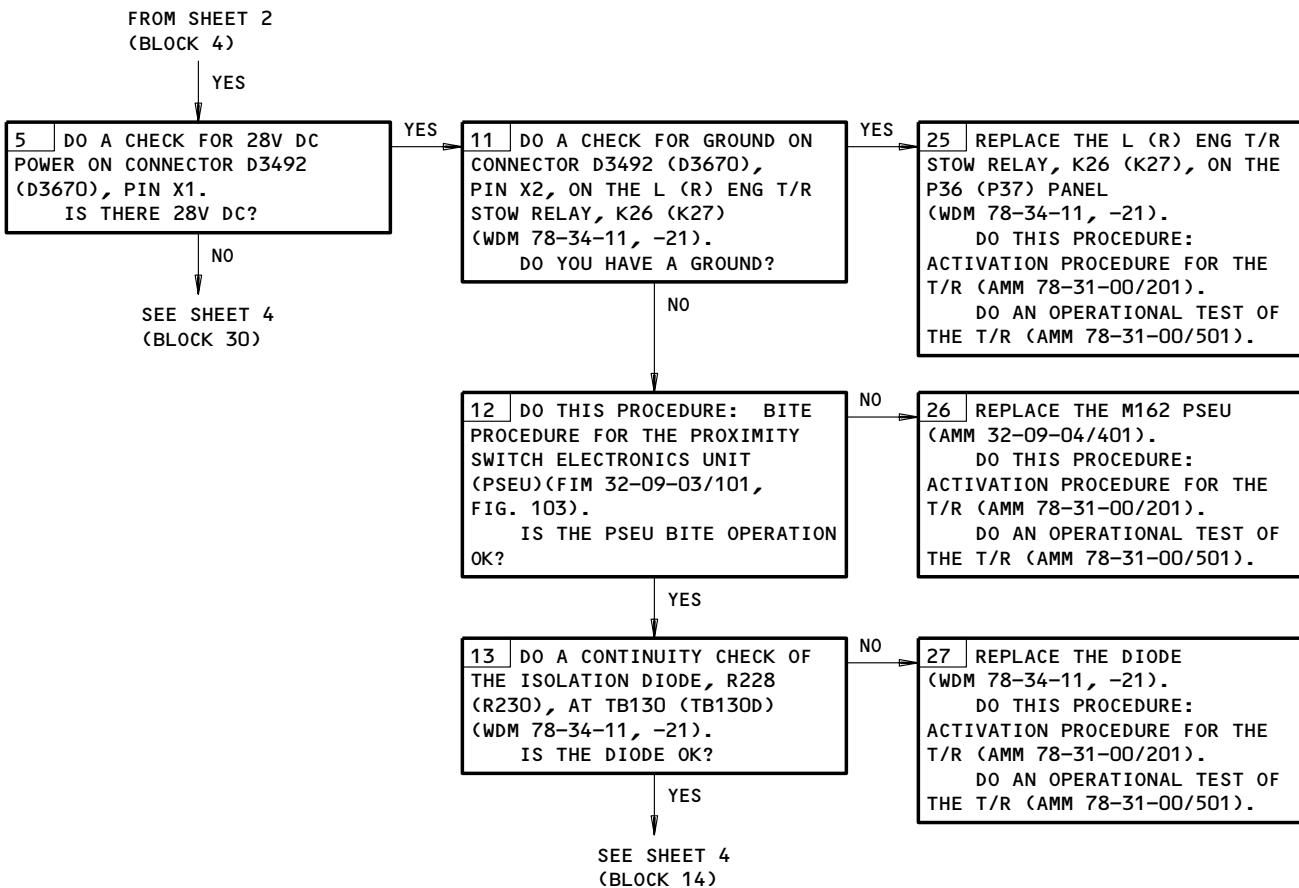 FROM SHEET 2
(BLOCK 4)
YES
5 DO A CHECK FOR 28V DC
POWER ON CONNECTOR D3492
(D3670), PIN X1.
IS THERE 28V DC?
YES
NO
SEE SHEET 4
(BLOCK 30)
11 DO A CHECK FOR GROUND ON
CONNECTOR D3492 (D3670),
PIN X2, ON THE L (R) ENG T/R
STOW RELAY, K26 (K27)
(WDM 78-34-11, -21).
DO YOU HAVE A GROUND?
YES
NO
25 REPLACE THE L (R) ENG T/R
STOW RELAY, K26 (K27), ON THE
P36 (P37) PANEL
(WDM 78-34-11, -21).
DO THIS PROCEDURE:
ACTIVATION PROCEDURE FOR THE
T/R (AMM 78-31-00/201).
DO AN OPERATIONAL TEST OF
THE T/R (AMM 78-31-00/501).
12 DO THIS PROCEDURE: BITE
PROCEDURE FOR THE PROXIMITY
SWITCH ELECTRONICS UNIT
(PSEU)(FIM 32-09-03/101,
FIG. 103).
IS THE PSEU BITE OPERATION
OK?
NO
YES
26 REPLACE THE M162 PSEU
(AMM 32-09-04/401).
DO THIS PROCEDURE:
ACTIVATION PROCEDURE FOR THE
T/R (AMM 78-31-00/201).
DO AN OPERATIONAL TEST OF
THE T/R (AMM 78-31-00/501).
13 DO A CONTINUITY CHECK OF
THE ISOLATION DIODE, R228
(R230), AT TB130 (TB130D)
(WDM 78-34-11, -21).
IS THE DIODE OK?
NO
YES
27 REPLACE THE DIODE
(WDM 78-34-11, -21).
DO THIS PROCEDURE:
ACTIVATION PROCEDURE FOR THE
T/R (AMM 78-31-00/201).
DO AN OPERATIONAL TEST OF
THE T/R (AMM 78-31-00/501).
SEE SHEET 4
(BLOCK 14)